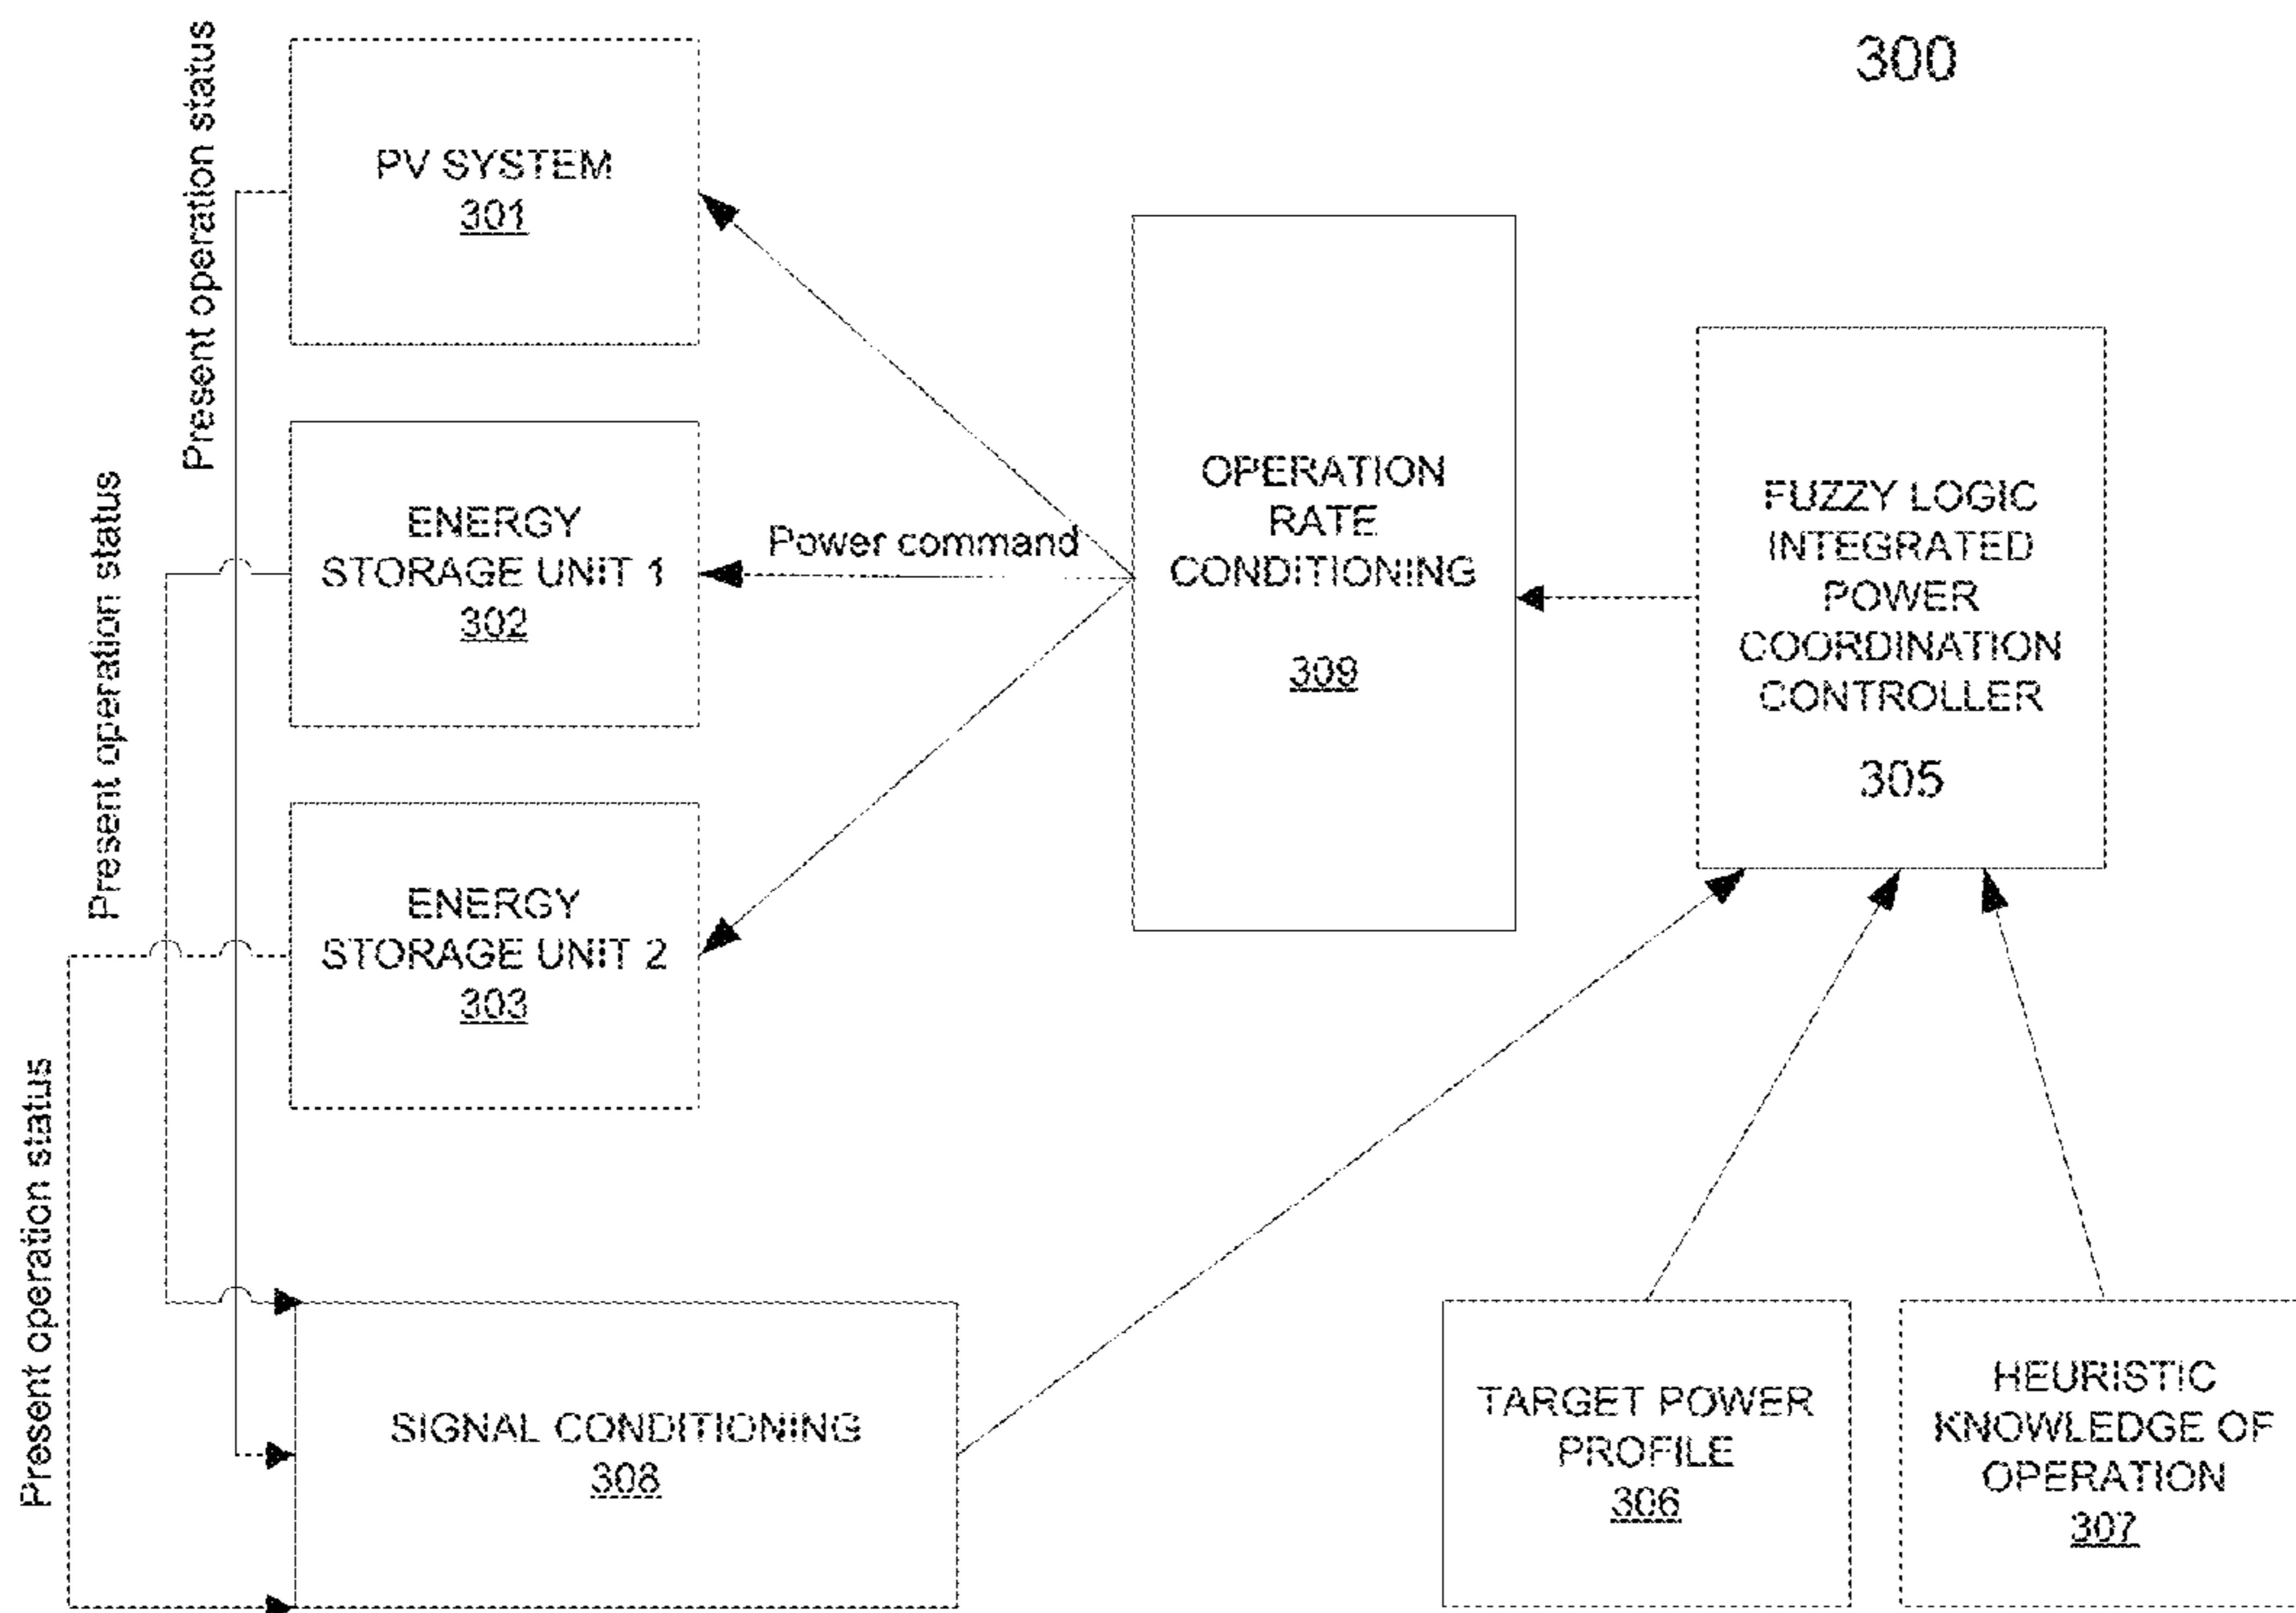 300
Present operation status
PV SYSTEM
301
Present operation status
ENERGY
STORAGE UNIT 1
302
Power command
OPERATION
RATE
CONDITIONING
309
FUZZY LOGIC
INTEGRATED
POWER
COORDINATION
CONTROLLER
305
ENERGY
STORAGE UNIT 2
303
Present operation status
SIGNAL CONDITIONING
308
TARGET POWER
PROFILE
306
HEURISTIC
KNOWLEDGE OF
OPERATION
307